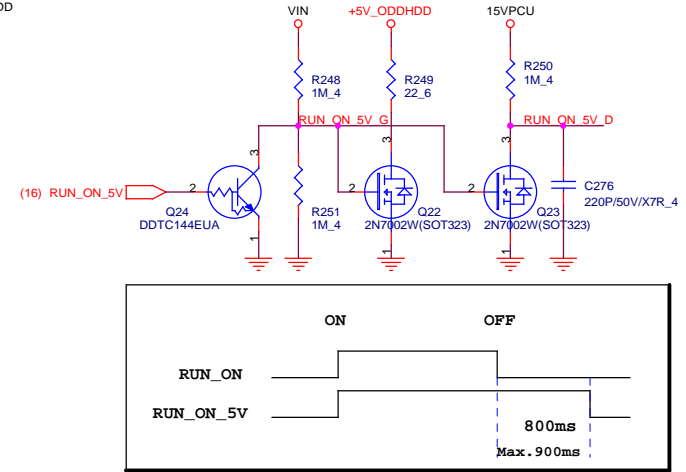 DD
VIN
+5V_ODDHDD
15VPCU
R248
1M_4
R249
22_6
R250
1M_4
RUN_ON_5V_G
RUN_ON_5V_D
3
3
3
(16) RUN_ON_5V
2
2
2
Q24
DDTC144EUA
R251
1M_4
Q22
2N7002W(SOT323)
Q23
2N7002W(SOT323)
C276
220P/50V/X7R_4
1
1
1
ON
OFF
RUN_ON
RUN_ON_5V
800ms
Max.900ms